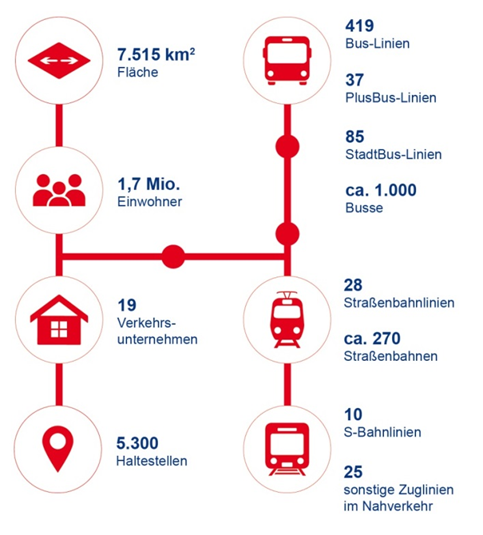 7.515 km²
Fläche
1,7 Mio.
Einwohner
19
Verkehrs-
unternehmen
5.300
Haltestellen
419
Bus-Linien
37
PlusBus-Linien
85
StadtBus-Linien
ca. 1.000
Busse
28
Straßenbahnlinien
ca. 270
Straßenbahnen
10
S-Bahnlinien
25
sonstige Zuglinien
im Nahverkehr